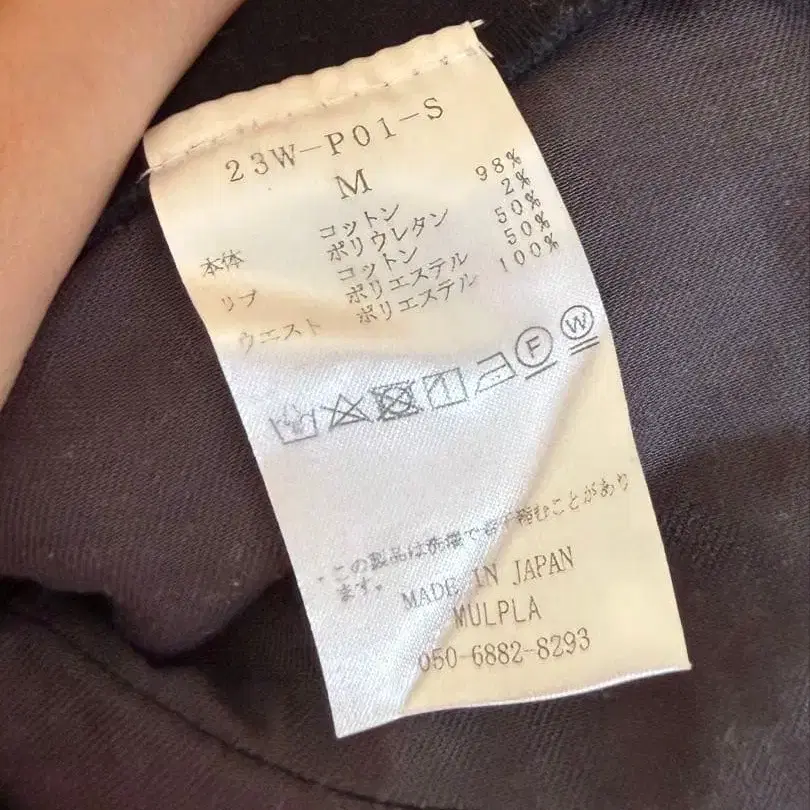 23W-P01-S
M
本体 コットン 98%
ポリウレタン 2%
リブ コットン 50%
ポリエステル 50%
ウエスト ポリエステル 100%
F W
・この製品は洗濯で必ず縮むことがあり
ます。
MADE IN JAPAN
MULPLA
050-6882-8293